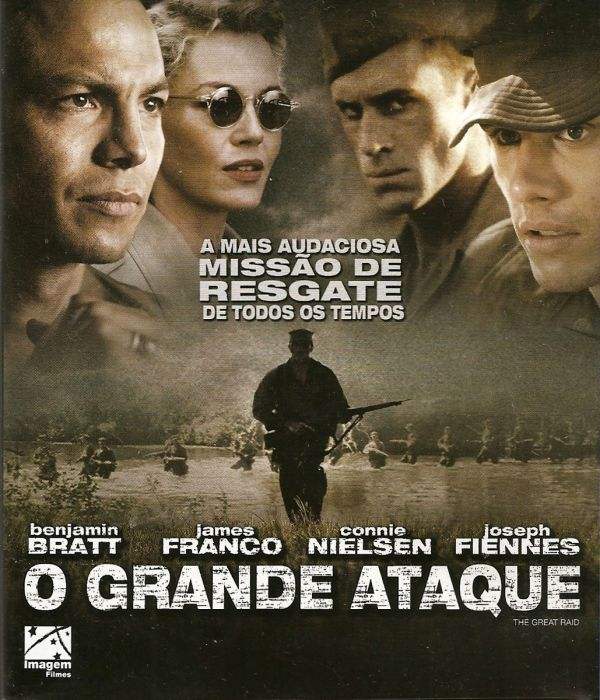 A MAIS AUDACIOSA
MISSÃO DE
RESGATE
DE TODOS OS TEMPOS
benjamin BRATT
james FRANCO
connie NIELSEN
joseph FIENNES
O GRANDE ATAQUE
THE GREAT RAID
Imagem
Filmes